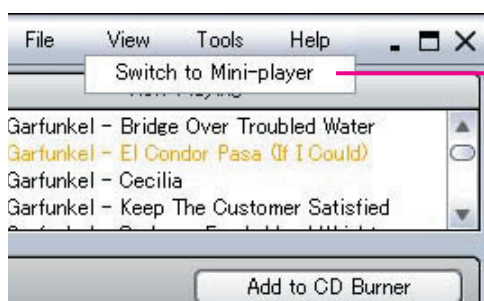 File View Tools Help
Switch to Mini-player
Garfunkel - Bridge Over Troubled Water
Garfunkel - El Condor Pasa (If I Could)
Garfunkel - Cecilia
Garfunkel - Keep The Customer Satisfied
Add to CD Burner